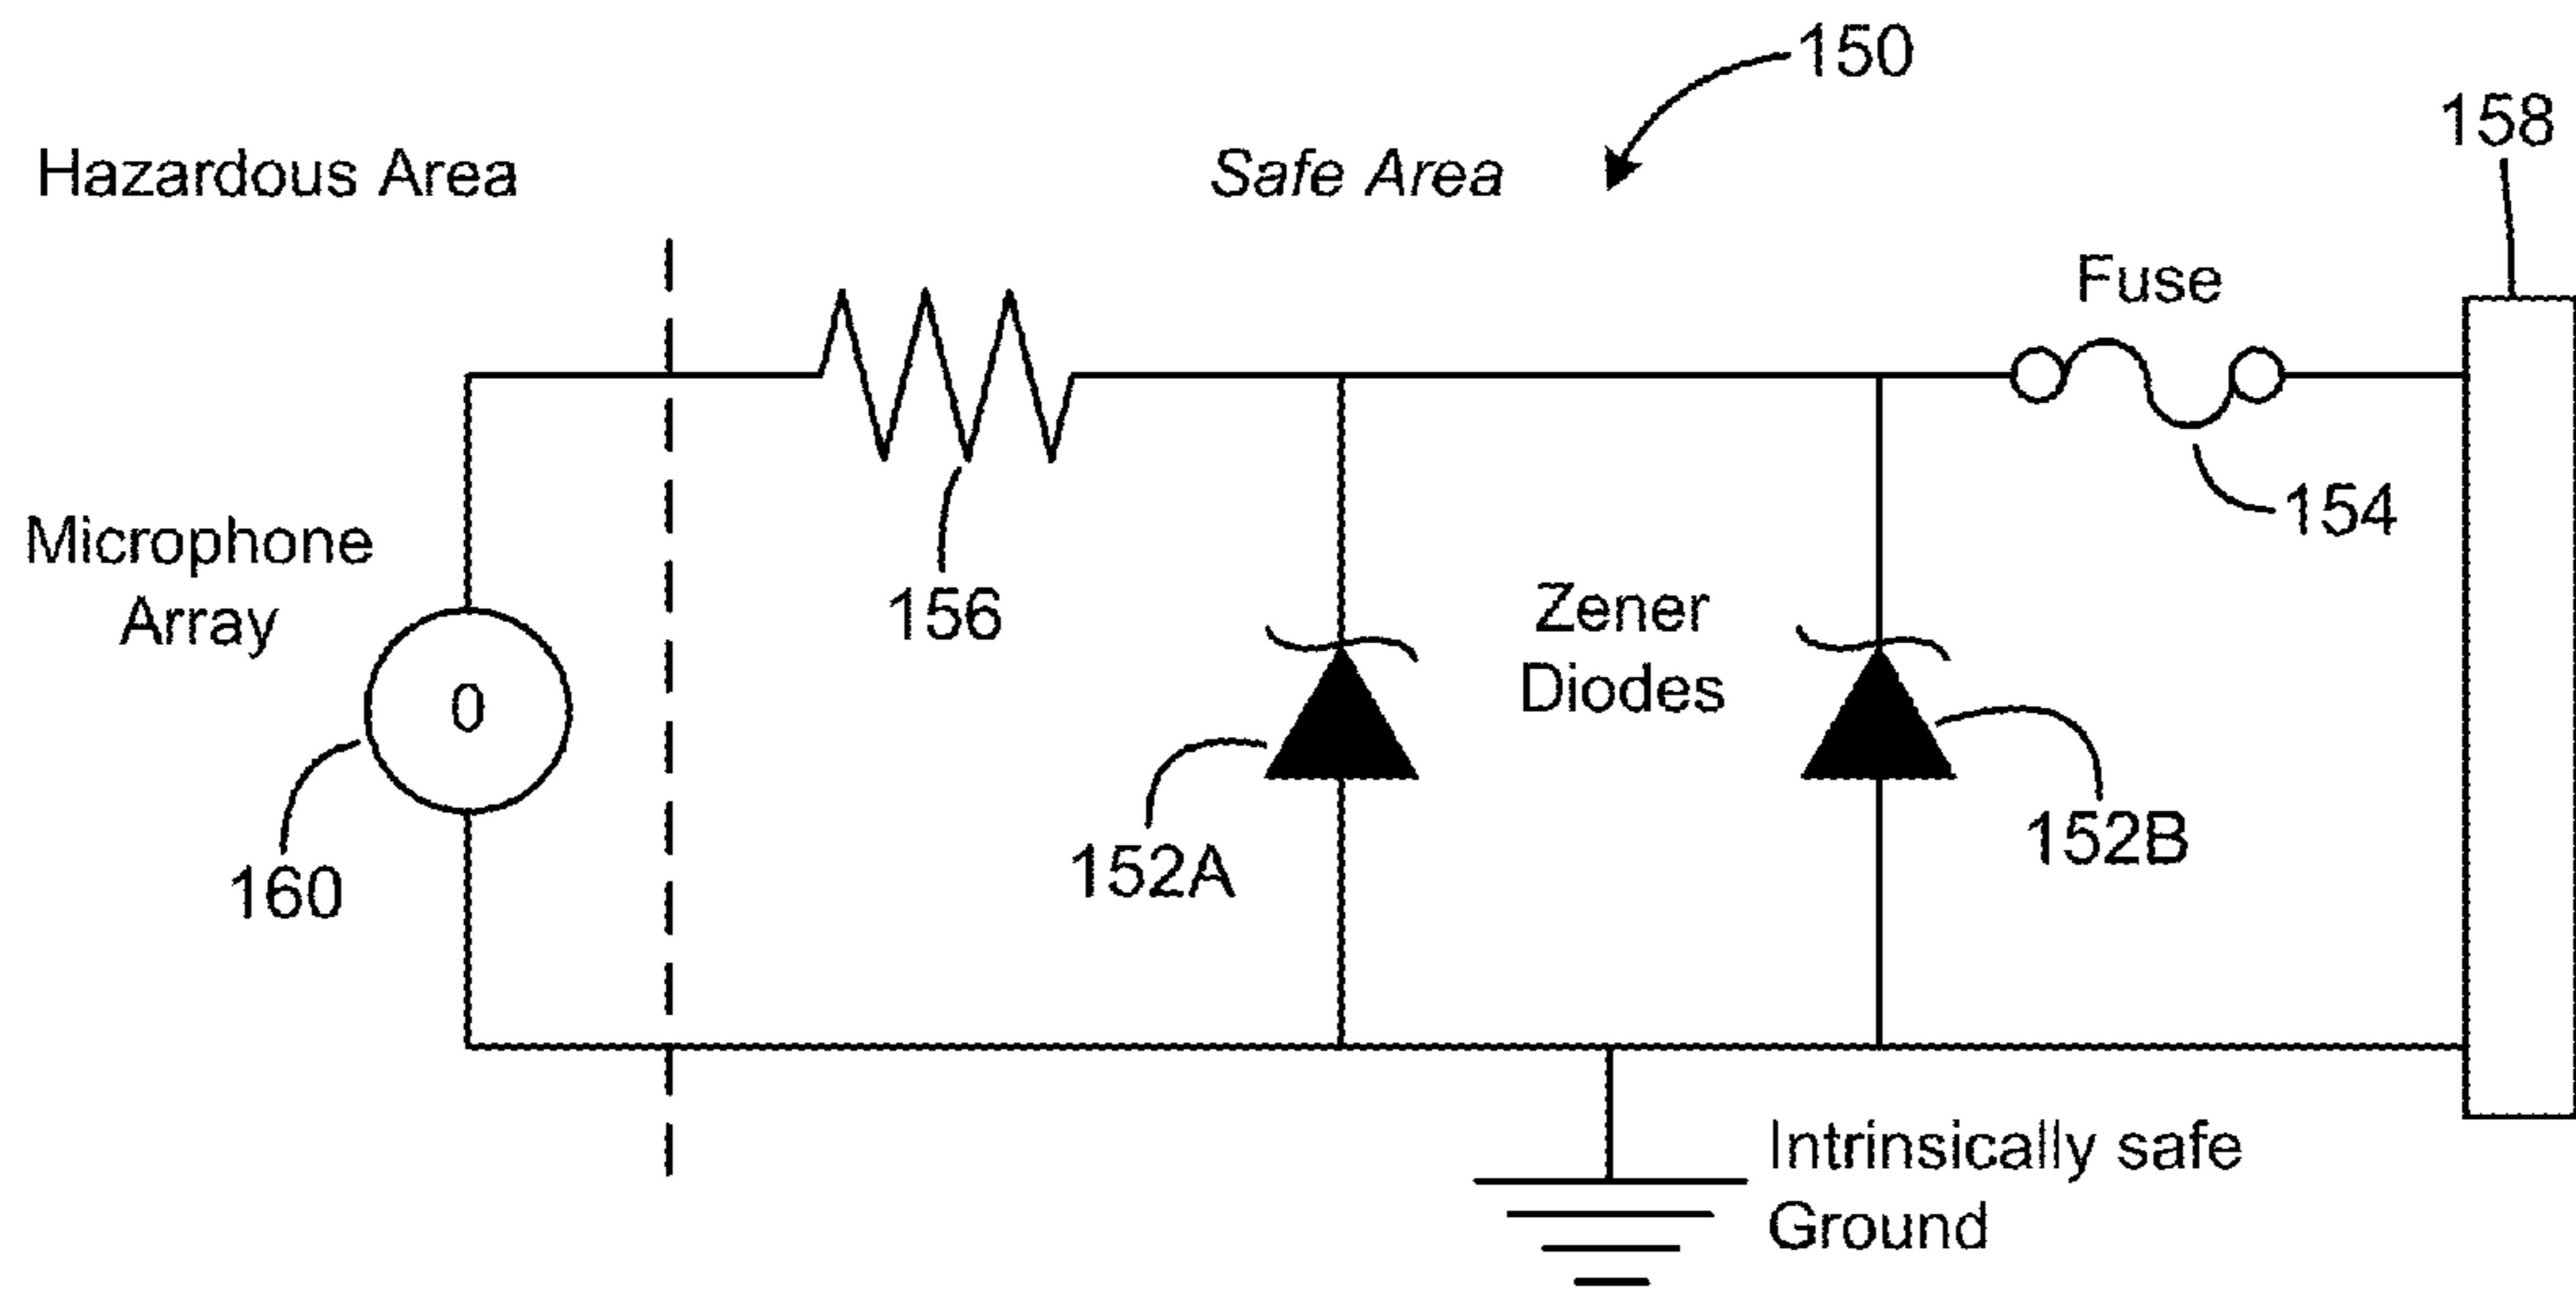 150
158
Hazardous Area
Safe Area
Fuse
154
Microphone
Array
0
160
156
Zener
Diodes
152A
152B
Intrinsically safe
Ground